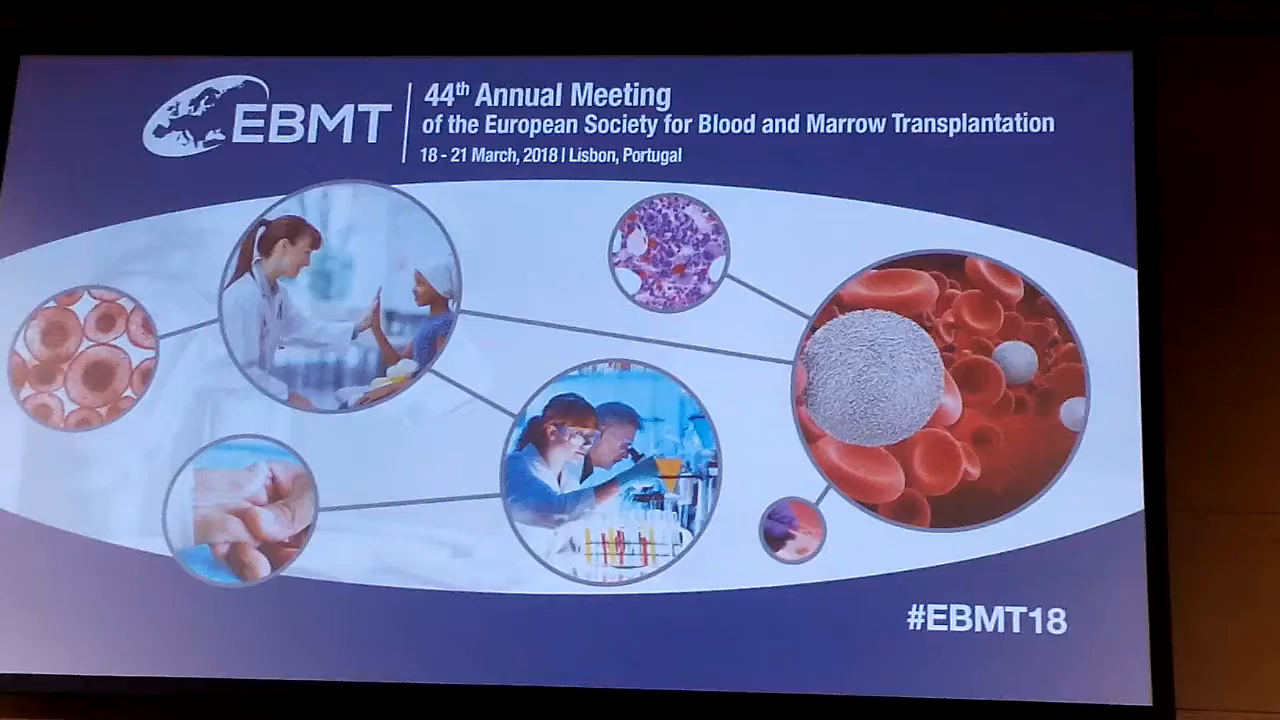 EBMT
44th Annual Meeting
of the European Society for Blood and Marrow Transplantation
18 - 21 March, 2018 | Lisbon, Portugal
#EBMT18